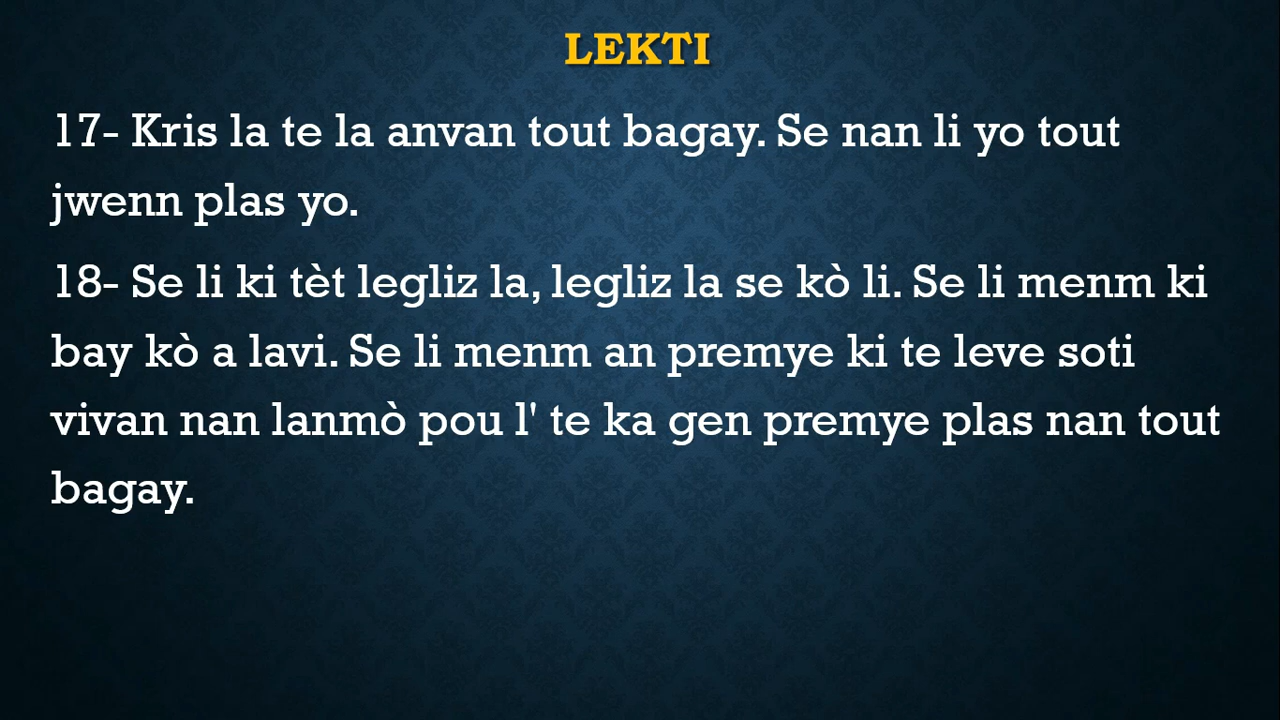 LEKTI
17- Kris la te la anvan tout bagay. Se nan li yo tout
jwenn plas yo.
18- Se li ki tèt legliz la, legliz la se kò li. Se li menm ki
bay kò a lavi. Se li menm an premye ki te leve soti
vivan nan lanmò pou l' te ka gen premye plas nan tout
bagay.